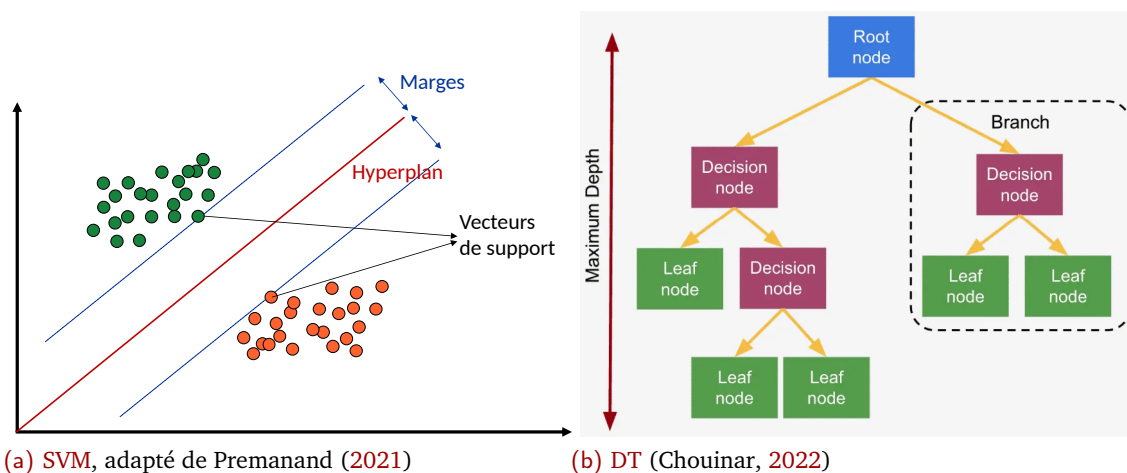 Marges
Hyperplan
Vecteurs
de support
(a) SVM, adapté de Premanand (2021)
Maximum Depth
Root
node
Branch
Decision
node
Decision
node
Leaf
node
Decision
node
Leaf
node
Leaf
node
Leaf
node
Leaf
node
(b) DT (Chouinar, 2022)